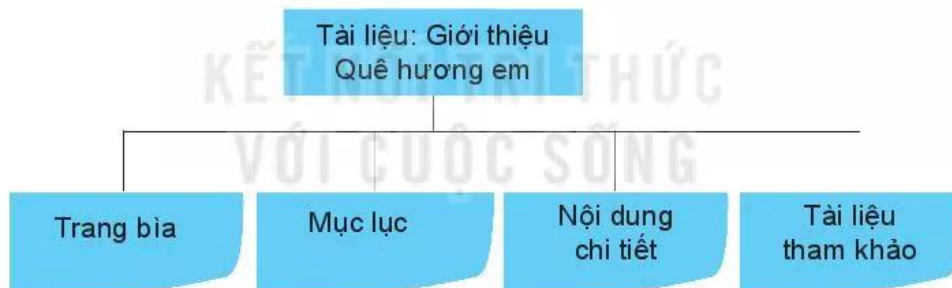 Tài liệu: Giới thiệu
Quê hương em
KẾT NỐI TRI THỨC
VỚI CUỘC SỐNG
Trang bìa
Mục lục
Nội dung
chi tiết
Tài liệu
tham khảo